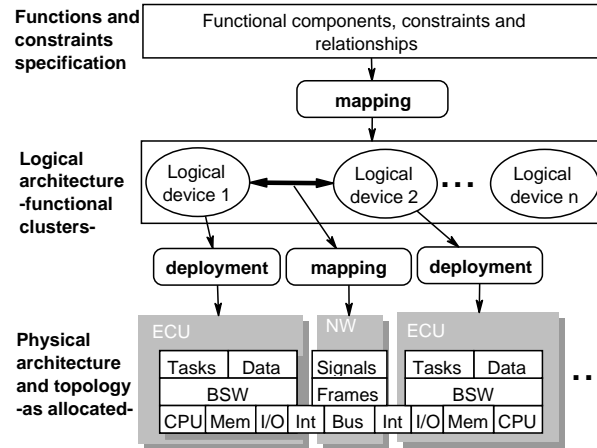 Functions and
constraints
specification
Functional components, constraints and
relationships
mapping
Logical
architecture
-functional
clusters-
Logical
device 1
Logical
device 2
...
Logical
device n
deployment
mapping
deployment
Physical
architecture
and topology
-as allocated-
ECU
NW
ECU
Tasks Data
Signals
Tasks Data
BSW
Frames
BSW
CPU Mem I/O Int Bus Int I/O Mem CPU
..